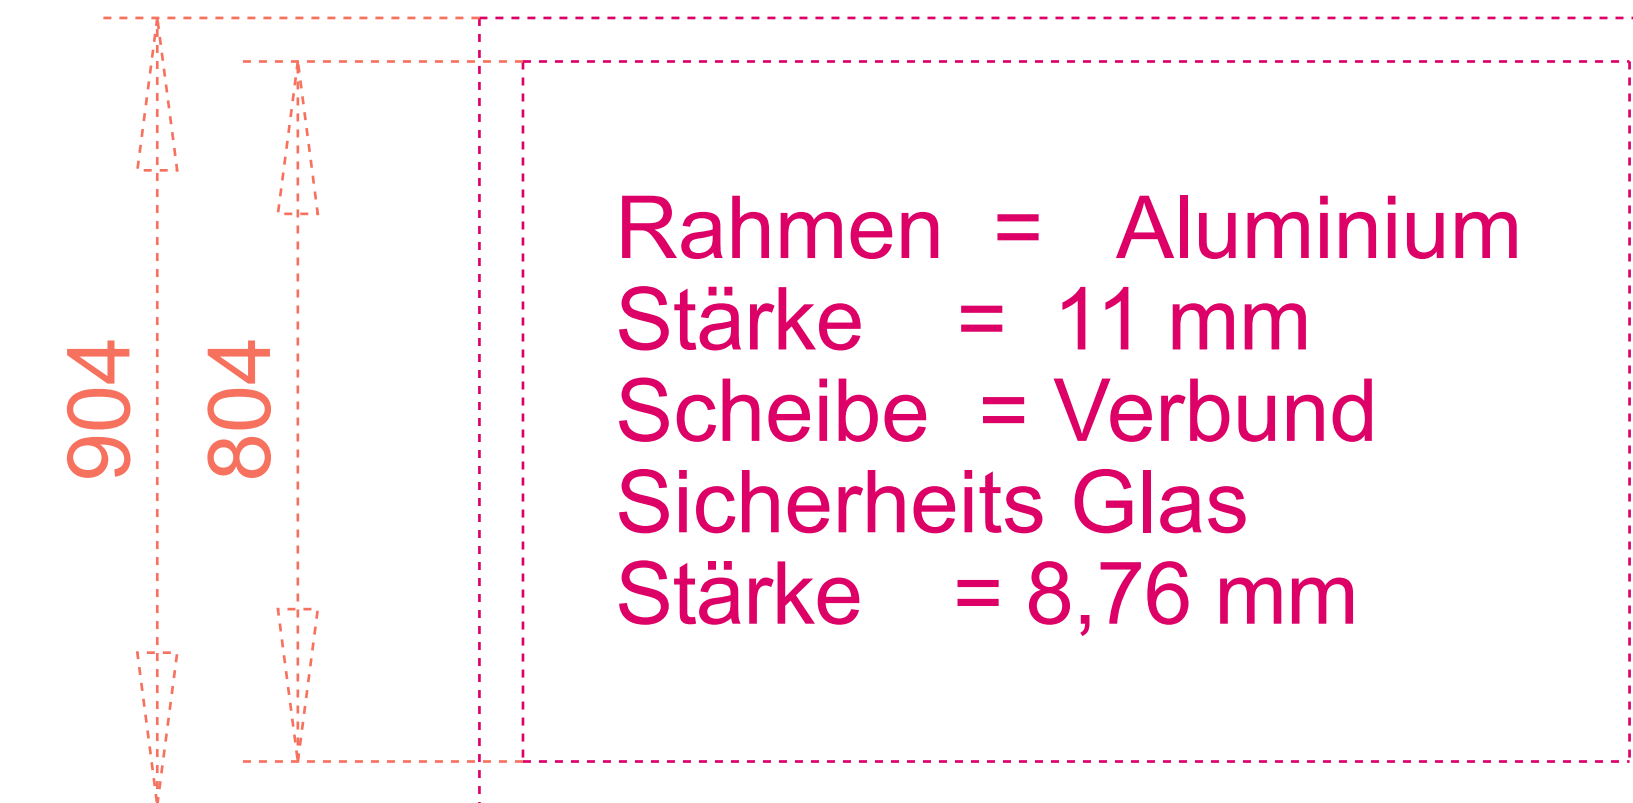 904
804
Rahmen = Aluminium
Stärke = 11 mm
Scheibe = Verbund
Sicherheits Glas
Stärke = 8,76 mm